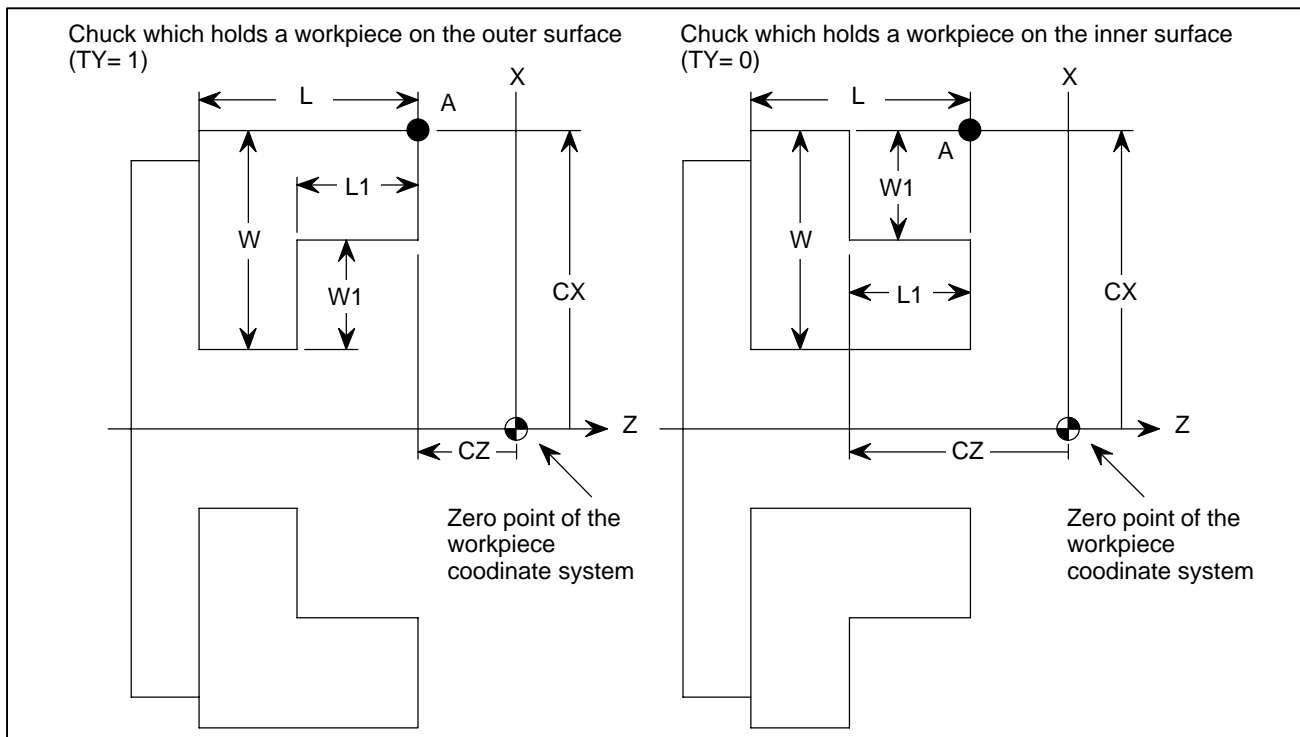 Chuck which holds a workpiece on the outer surface
(TY= 1)
X
L
A
L1
W
W1
CX
Z
CZ
Zero point of the
workpiece
coodinate system
Chuck which holds a workpiece on the inner surface
(TY= 0)
X
L
A
W1
W
L1
CX
Z
CZ
Zero point of the
workpiece
coodinate system